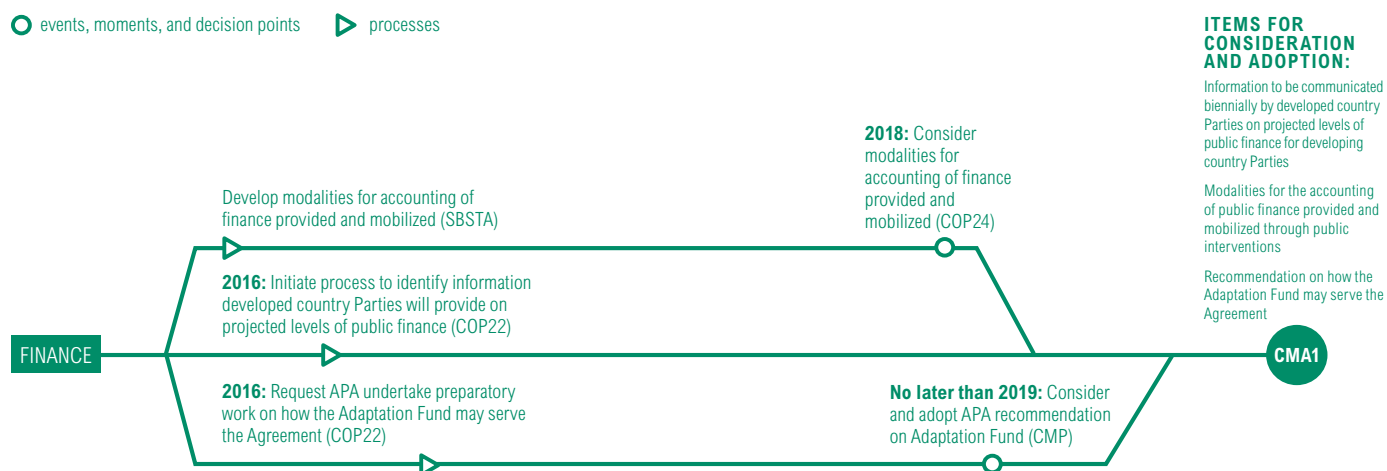 events, moments, and decision points
processes
ITEMS FOR
CONSIDERATION
AND ADOPTION:
Information to be communicated
biennially by developed country
Parties on projected levels of
public finance for developing
country Parties
Modalities for the accounting
of public finance provided and
mobilized through public
interventions
Recommendation on how the
Adaptation Fund may serve the
Agreement
2018: Consider
modalities for
accounting of finance
provided and
mobilized (COP24)
Develop modalities for accounting of
finance provided and mobilized (SBSTA)
2016: Initiate process to identify information
developed country Parties will provide on
projected levels of public finance (COP22)
FINANCE
CMA1
2016: Request APA undertake preparatory
work on how the Adaptation Fund may serve
the Agreement (COP22)
No later than 2019: Consider
and adopt APA recommendation
on Adaptation Fund (CMP)